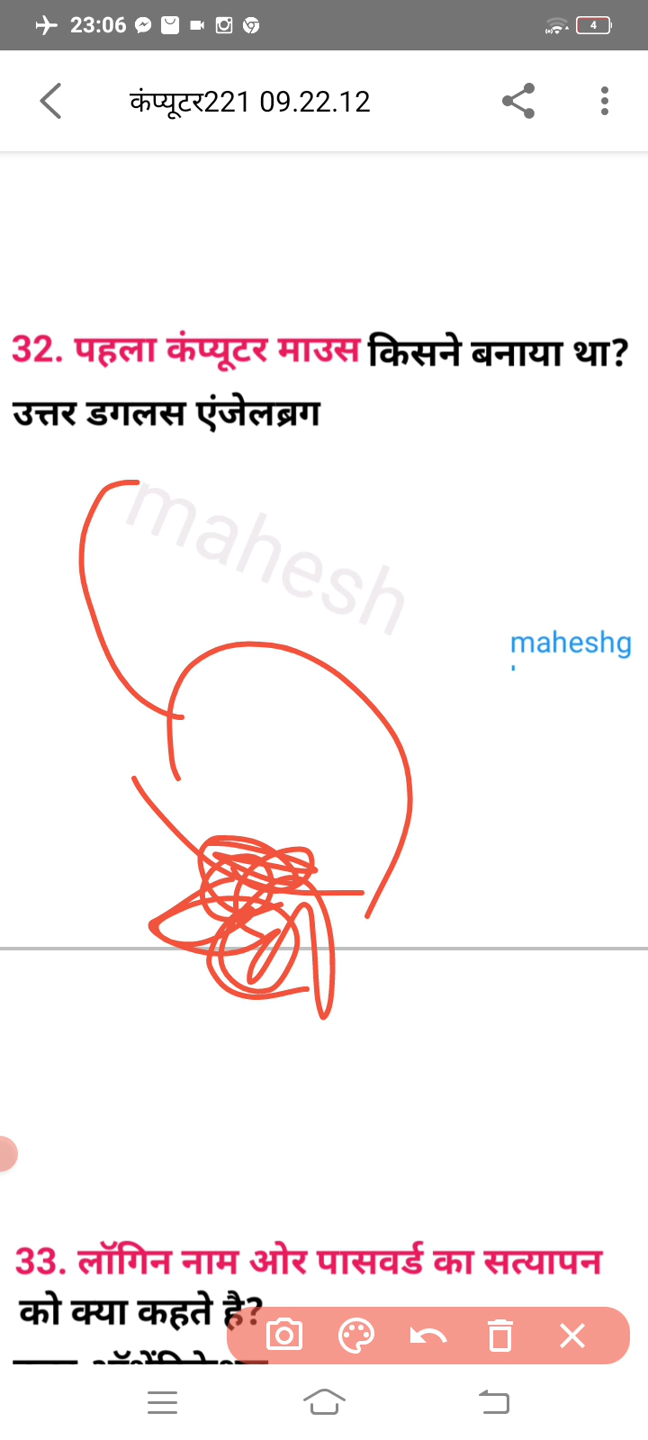 23:06
4
कंप्यूटर221 09.22.12
32. पहला कंप्यूटर माउस किसने बनाया था?
उत्तर डगलस एंजेलब्रग
mahesh
maheshg
33. लॉगिन नाम ओर पासवर्ड का सत्यापन
को क्या कहते है?